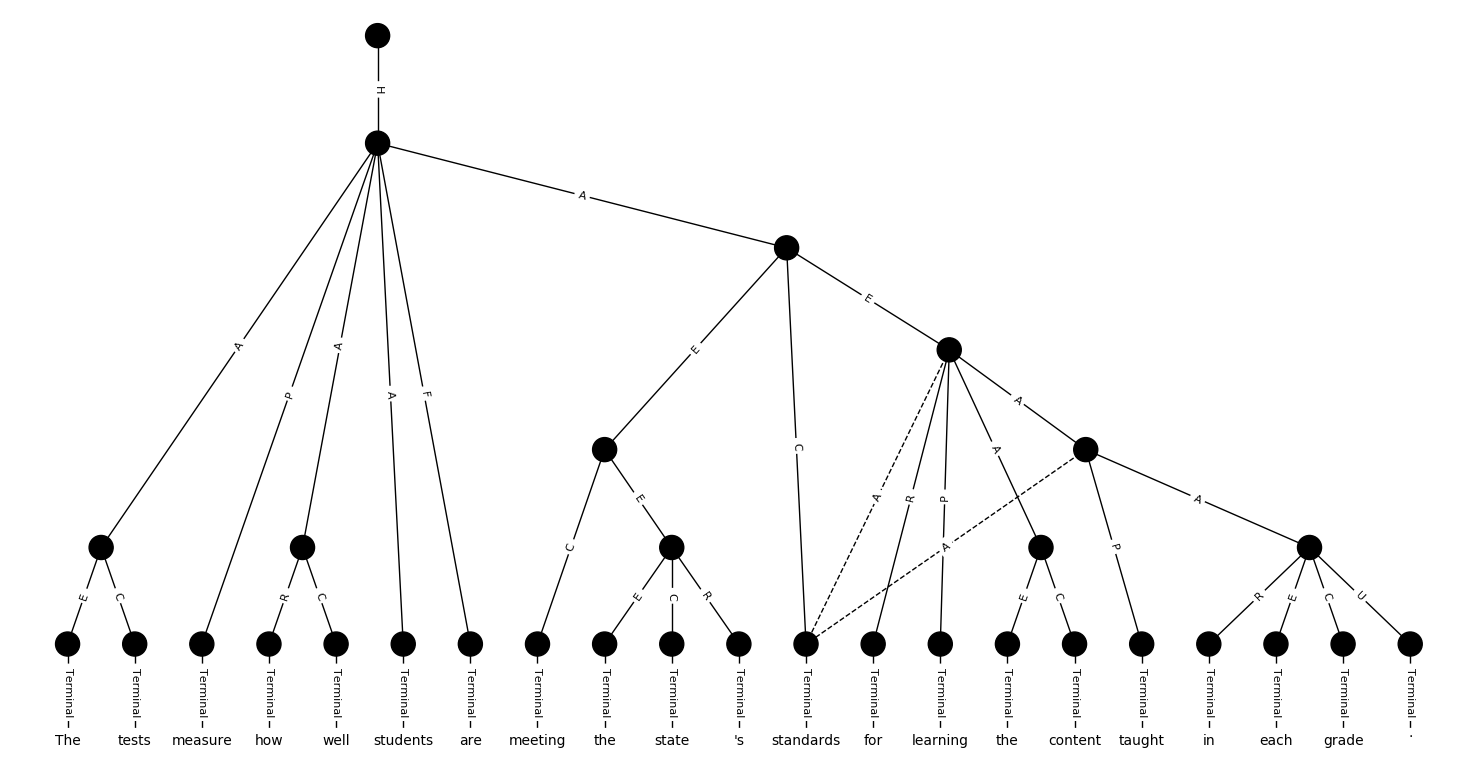 H
A
A
E
E
A
A
P
A
A
F
C
A
A
E
A
R
P
C
A
P
E
C
R
C
E
C
R
E
C
R
E
C
U
Terminal Terminal Terminal Terminal Terminal Terminal Terminal Terminal Terminal Terminal Terminal Terminal Terminal Terminal Terminal Terminal Terminal Terminal Terminal Terminal Terminal
The tests measure how well students are meeting the state 's standards for learning the content taught in each grade .